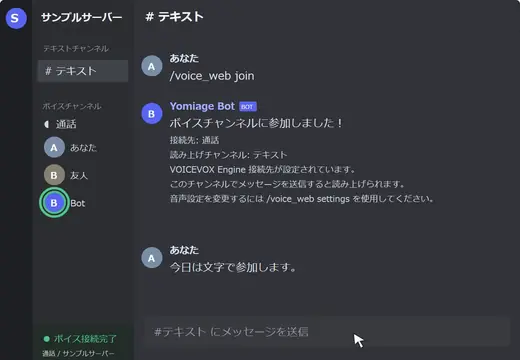 S
サンプルサーバー
テキストチャンネル
# テキスト
ボイスチャンネル
通話
A あなた
B 友人
B Bot
ボイス接続完了
通話 / サンプルサーバー
# テキスト
A あなた
/voice_web join
B Yomiage Bot BOT
ボイスチャンネルに参加しました！
接続先: 通話
読み上げチャンネル: テキスト
VOICEVOX Engine 接続先が設定されています。
このチャンネルでメッセージを送信すると読み上げられます。
音声設定を変更するには /voice_web settings を使用してください。
A あなた
今日は文字で参加します。
#テキスト にメッセージを送信